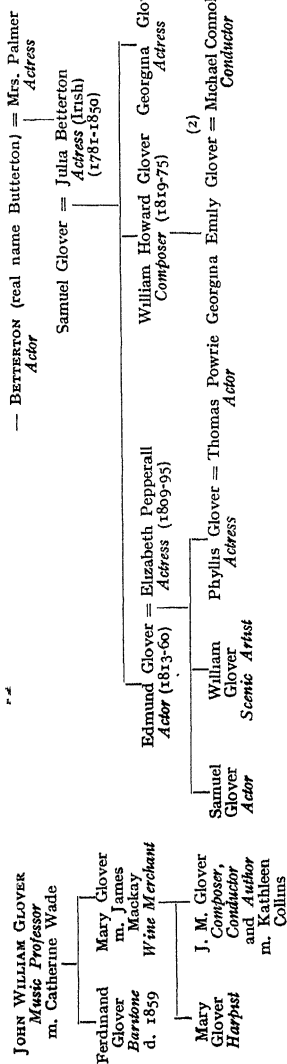 — BETTERTON (real name Butterton) = Mrs. Palmer
Actor
Actress
Samuel Glover = Julia Betterton
Actress (Irish)
(1781-1850)
Edmund Glover = Elizabeth Pepperall
Actor (1813-60)
Actress (1809-95)
William Howard Glover
Composer (1819-75)
Georgina Glo
Actress
Samuel
Glover
Actor
William
Glover
Scenic Artist
Phyllis Glover = Thomas Powrie
Actress
Actor
Georgina Emily Glover = Michael Connol
(2)
Conductor
JOHN WILLIAM GLOVER
Music Professor
m. Catherine Wade
Ferdinand
Glover
Baritone
d. 1859
Mary Glover
m. James
Mackay
Wine Merchant
Mary
Glover
Harpist
J. M. Glover
Composer,
Conductor
and Author
m. Kathleen
Collins